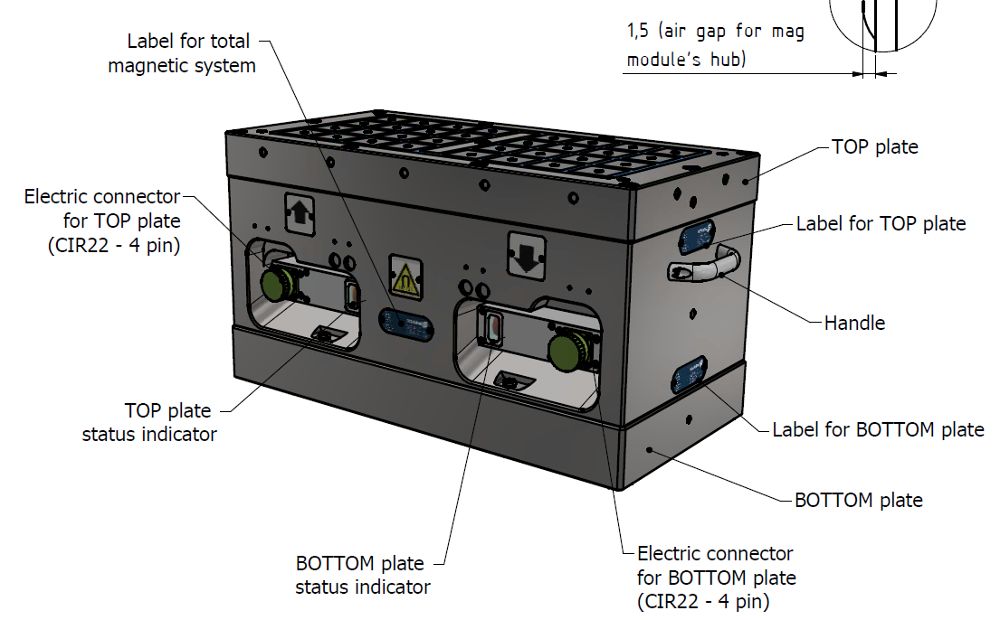 1,5 (air gap for mag
module's hub)
Label for total
magnetic system
TOP plate
Electric connector
for TOP plate
(CIR22 - 4 pin)
Label for TOP plate
Handle
TOP plate
status indicator
Label for BOTTOM plate
BOTTOM plate
BOTTOM plate
status indicator
Electric connector
for BOTTOM plate
(CIR22 - 4 pin)